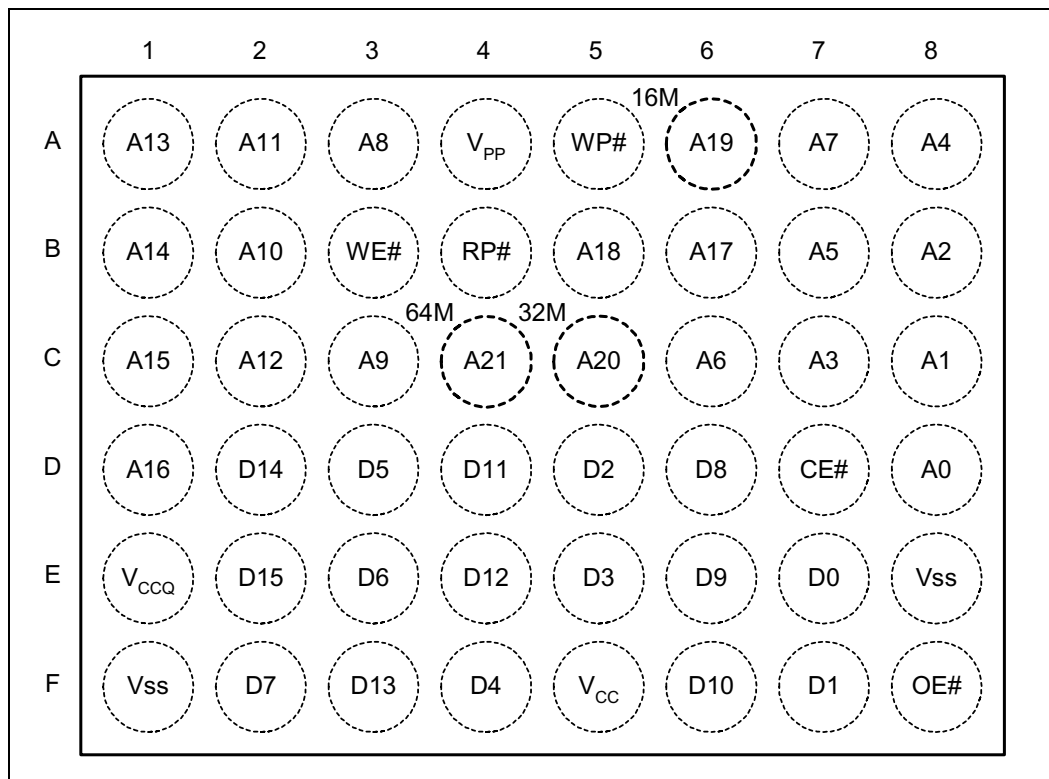 1 2 3 4 5 6 7 8
16M
A A13 A11 A8 VPP WP# A19 A7 A4
B A14 A10 WE# RP# A18 A17 A5 A2
64M 32M
C A15 A12 A9 A21 A20 A6 A3 A1
D A16 D14 D5 D11 D2 D8 CE# A0
E VCCQ D15 D6 D12 D3 D9 D0 Vss
F Vss D7 D13 D4 VCC D10 D1 OE#